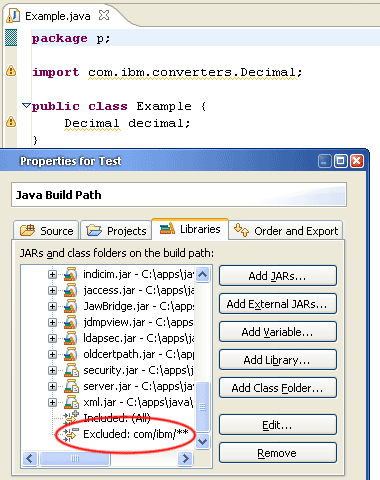 Example.java
package p;
import com.ibm.converters.Decimal;
public class Example {
Decimal decimal;
}
Properties for Test
Java Build Path
Source Projects Libraries Order and Export
JARs and class folders on the build path:
indicim.jar - C:\apps\java
jaccess.jar - C:\apps\jav
JawBridge.jar - C:\apps\
jdmpview.jar - C:\apps\
ldapsec.jar - C:\apps\ja
oldcertpath.jar - C:\app
security.jar - C:\apps\ja
server.jar - C:\apps\jav
xml.jar - C:\apps\java\
Included: (All)
Excluded: com/ibm/**
Add JARs...
Add External JARs...
Add Variable...
Add Library...
Add Class Folder...
Edit...
Remove